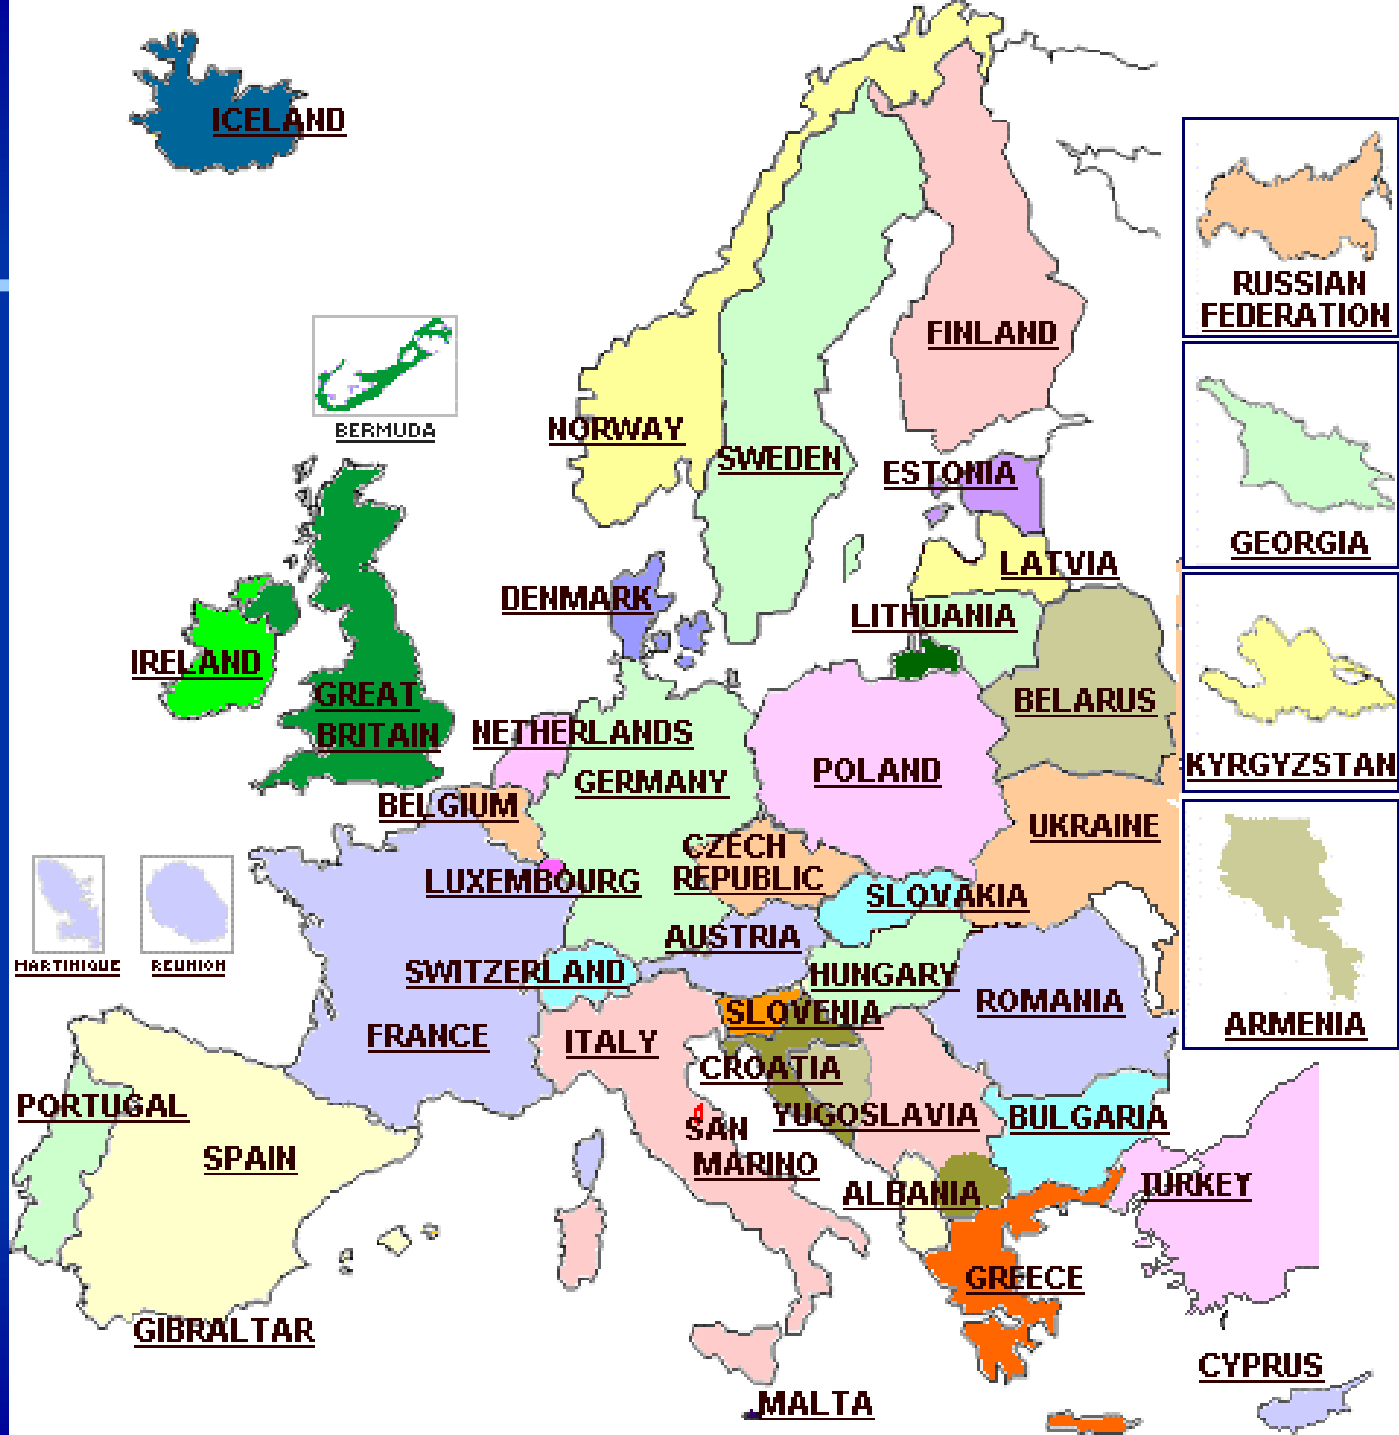 ICELAND
RUSSIAN
FEDERATION
FINLAND
BERMUDA
NORWAY
SWEDEN
ESTONIA
GEORGIA
LATVIA
DENMARK
LITHUANIA
IRELAND
GREAT
BRITAIN
BELARUS
NETHERLANDS
KYRGYZSTAN
POLAND
GERMANY
BELGIUM
UKRAINE
CZECH
REPUBLIC
LUXEMBOURG
SLOVAKIA
AUSTRIA
MARTINIQUE
REUNION
SWITZERLAND
HUNGARY
ROMANIA
SLOVENIA
ARMENIA
FRANCE
ITALY
CROATIA
PORTUGAL
YUGOSLAVIA
BULGARIA
SAN
MARINO
SPAIN
ALBANIA
TURKEY
GREECE
GIBRALTAR
CYPRUS
MALTA